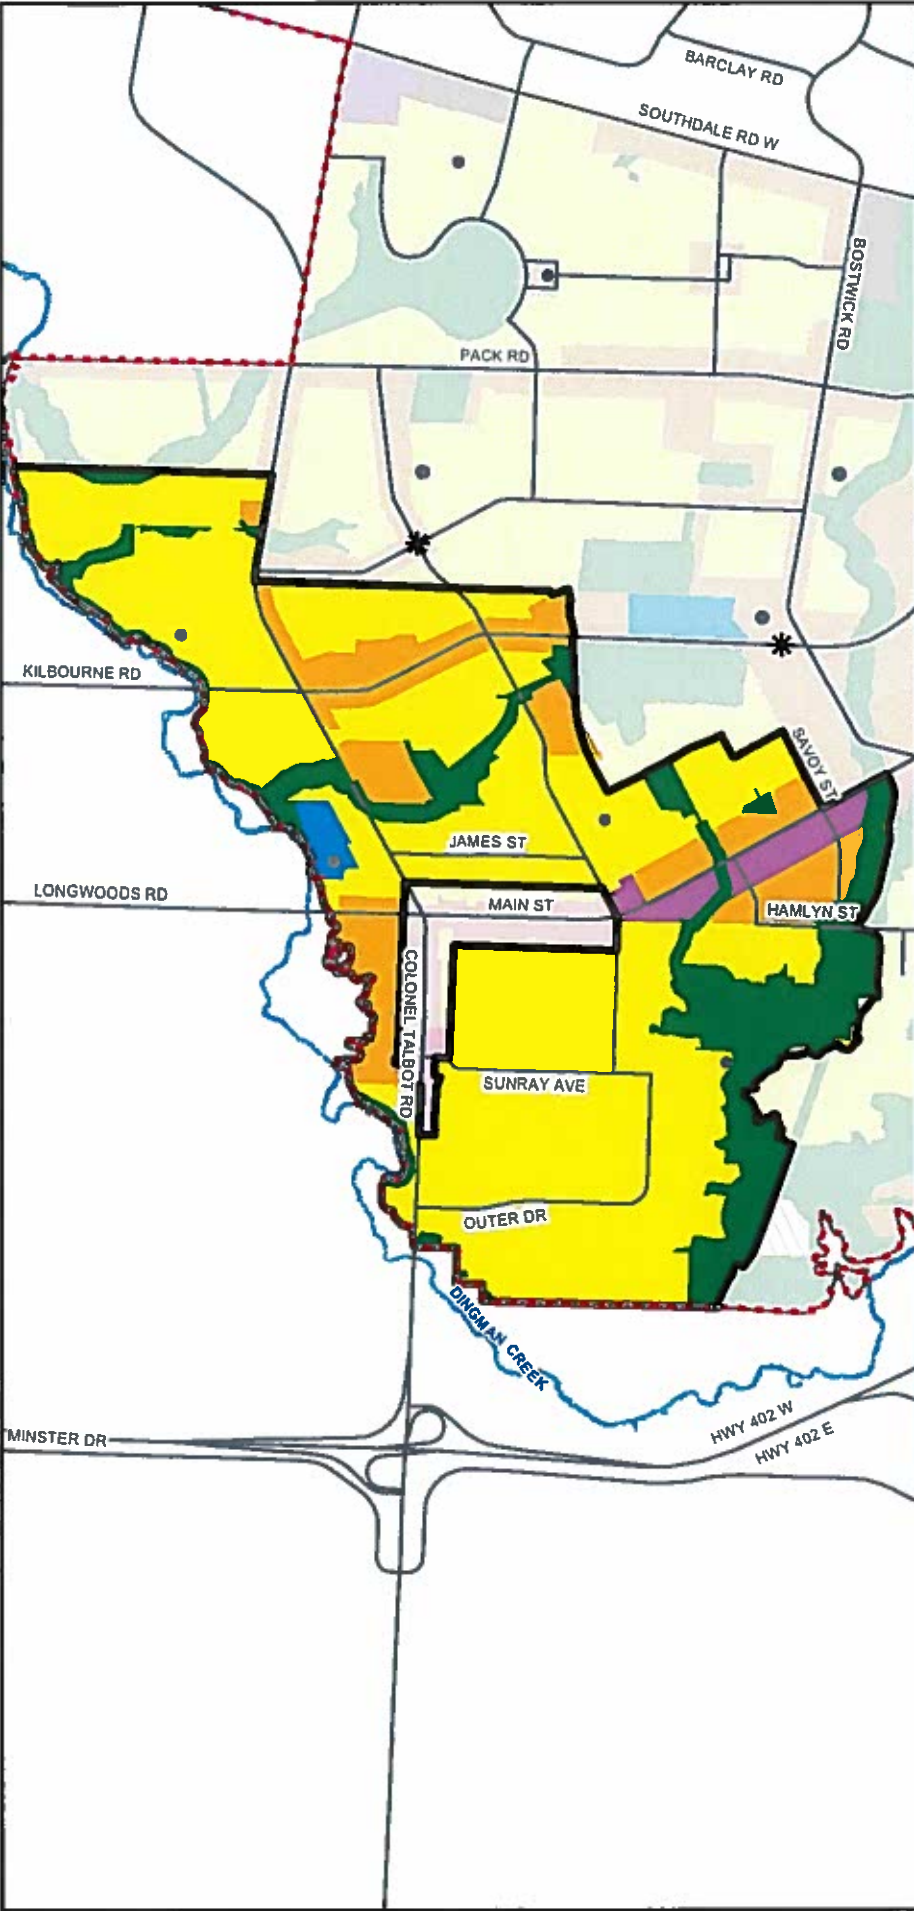 BARCLAY RD
SOUTHDALE RD W
BOSTWICK RD
PACK RD
KILBOURNE RD
SAVOY ST
JAMES ST
LONGWOODS RD
MAIN ST
HAMLYN ST
COLONEL TALBOT RD
SUNRAY AVE
OUTER DR
DINGMAN CREEK
HWY 402 W
MINSTER DR
HWY 402 E